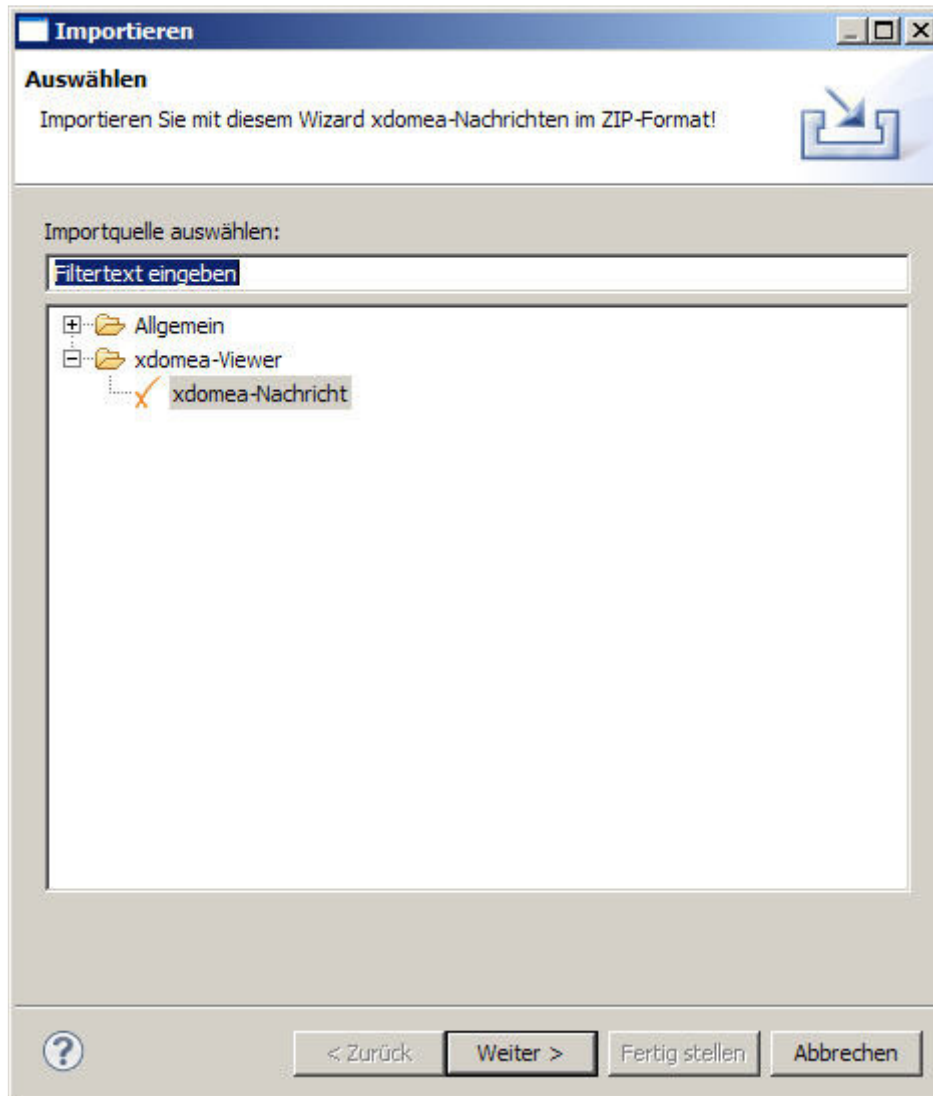 Importieren
Auswählen
Importieren Sie mit diesem Wizard xdomea-Nachrichten im ZIP-Format!
Importquelle auswählen:
Filtertext eingeben
Allgemein
xdomea-Viewer
xdomea-Nachricht
? < Zurück Weiter > Fertig stellen Abbrechen